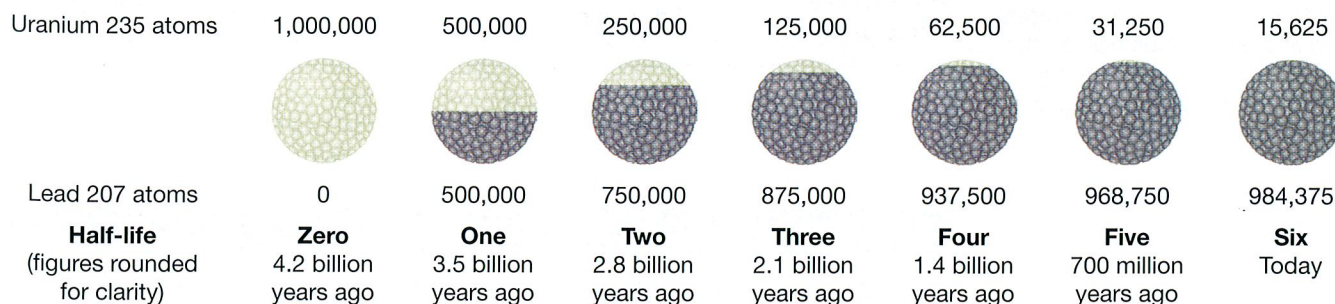 Uranium 235 atoms 1,000,000 500,000 250,000 125,000 62,500 31,250 15,625
Lead 207 atoms 0 500,000 750,000 875,000 937,500 968,750 984,375
Half-life Zero One Two Three Four Five Six
(figures rounded 4.2 billion 3.5 billion 2.8 billion 2.1 billion 1.4 billion 700 million Today
for clarity) years ago years ago years ago years ago years ago years ago